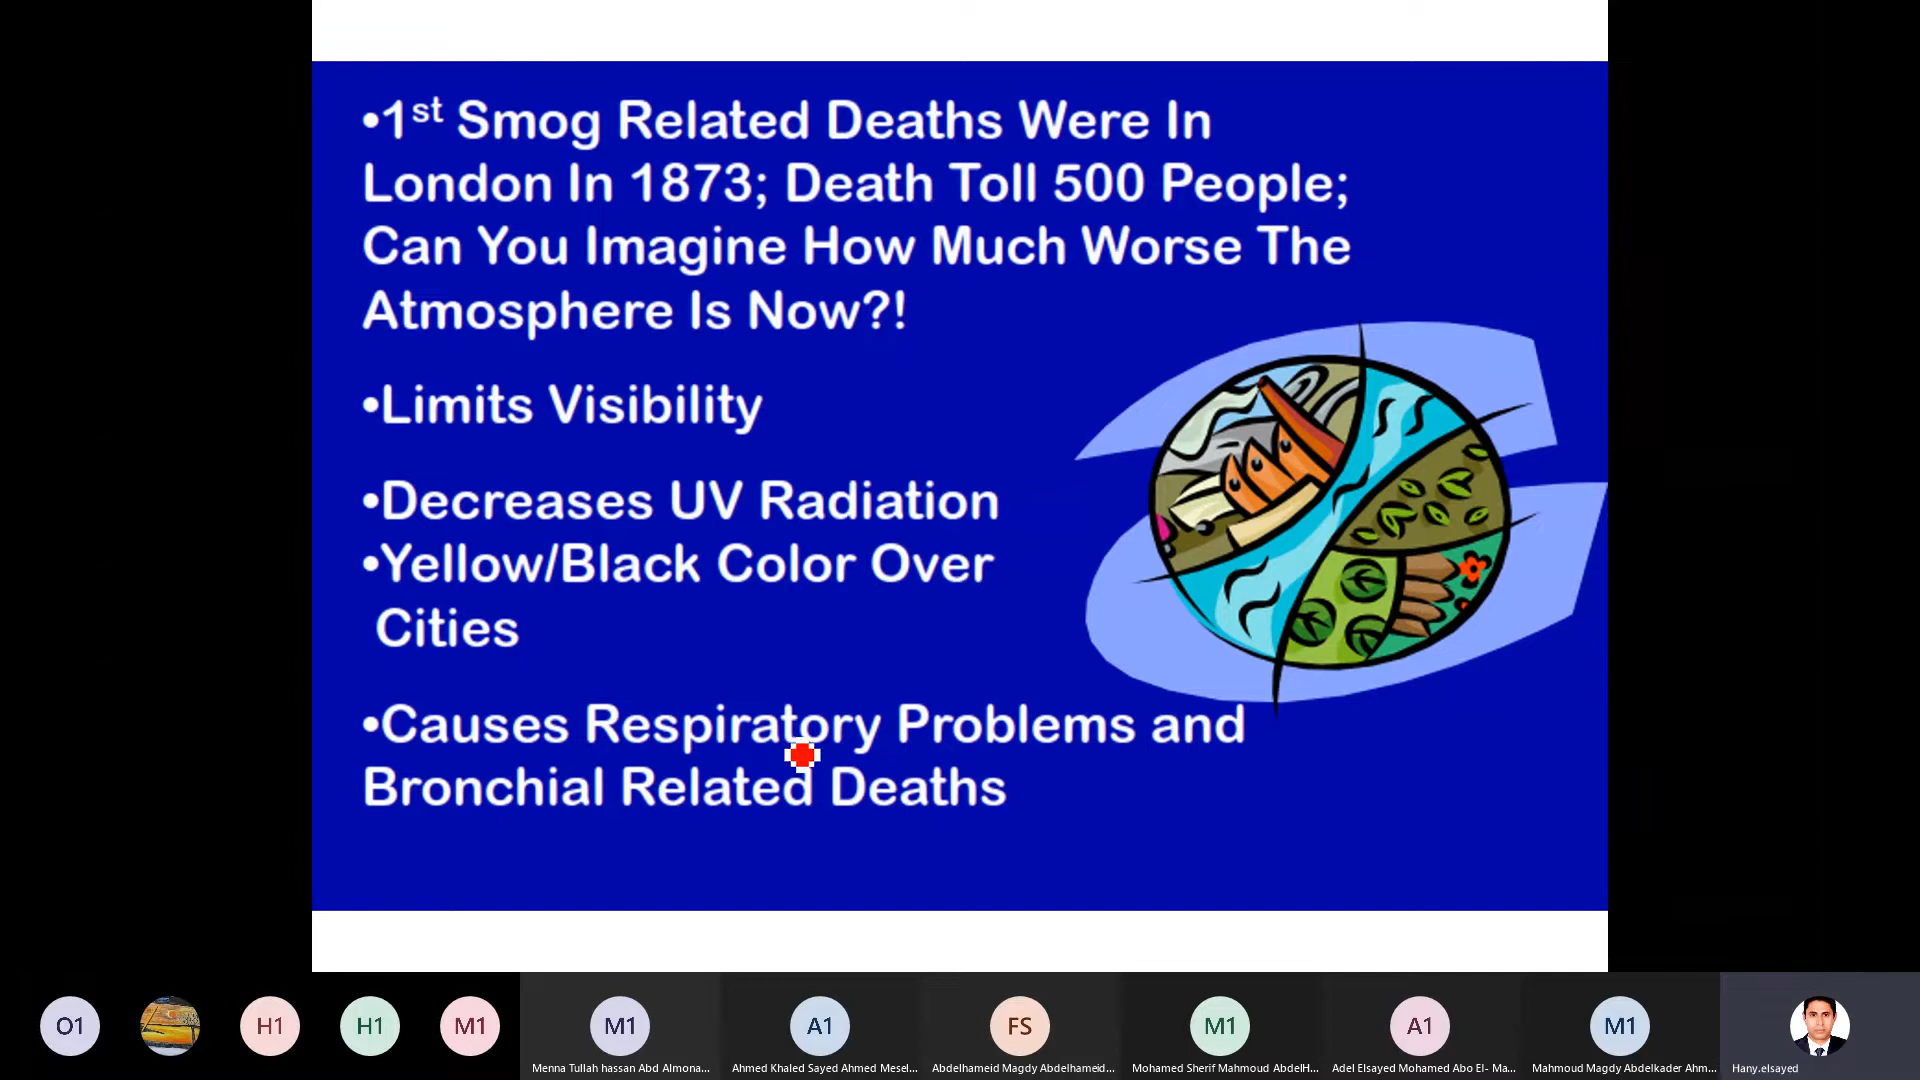 •1st Smog Related Deaths Were In
London In 1873; Death Toll 500 People;
Can You Imagine How Much Worse The
Atmosphere Is Now?!
•Limits Visibility
•Decreases UV Radiation
•Yellow/Black Color Over
Cities
•Causes Respiratory Problems and
Bronchial Related Deaths
O1
H1
H1
M1
M1
A1
FS
M1
A1
M1
Menna Tullah hassan Abd Almona...
Ahmed Khaled Sayed Ahmed Mesel...
Abdelhameid Magdy Abdelhameid...
Mohamed Sherif Mahmoud AbdelH...
Adel Elsayed Mohamed Abo El- Ma...
Mahmoud Magdy Abdelkader Ahm...
Hany.elsayed